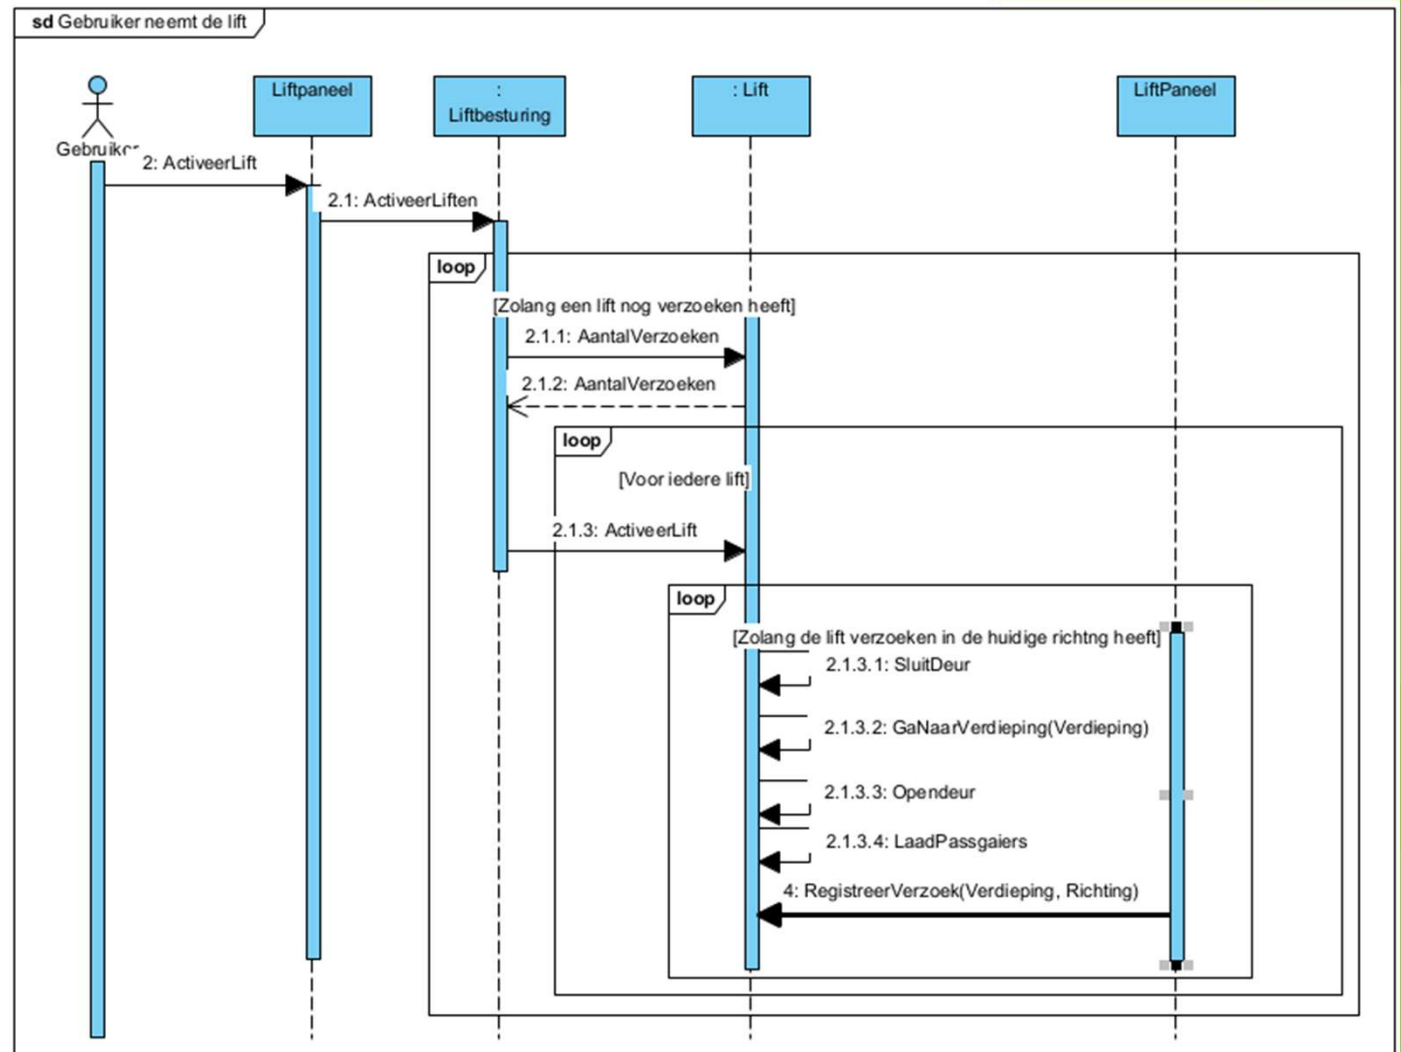 sd Gebruiker neemt de lift
Liftpaneel
:
Liftbesturing
: Lift
LiftPaneel
Gebruiker
2: ActiveerLift
2.1: ActiveerLiften
loop
[Zolang een lift nog verzoeken heeft]
2.1.1: AantalVerzoeken
2.1.2: AantalVerzoeken
loop
[Voor iedere lift]
2.1.3: ActiveerLift
loop
[Zolang de lift verzoeken in de huidige richtng heeft]
2.1.3.1: SluitDeur
2.1.3.2: GaNaarVerdieping(Verdieping)
2.1.3.3: Opendeur
2.1.3.4: LaadPassgaiers
4: RegistreerVerzoek(Verdieping, Richting)